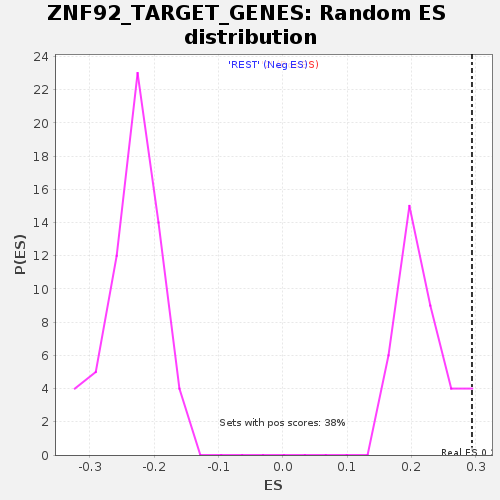 ZNF92_TARGET_GENES: Random ES
distribution
'REST' (Neg ES)S)
24
22
20
18
16
14
12
10
8
6
4
2
0
P(ES)
Sets with pos scores: 38%
Real ES 0.
-0.3 -0.2 -0.1 0.0 0.1 0.2 0.3
ES